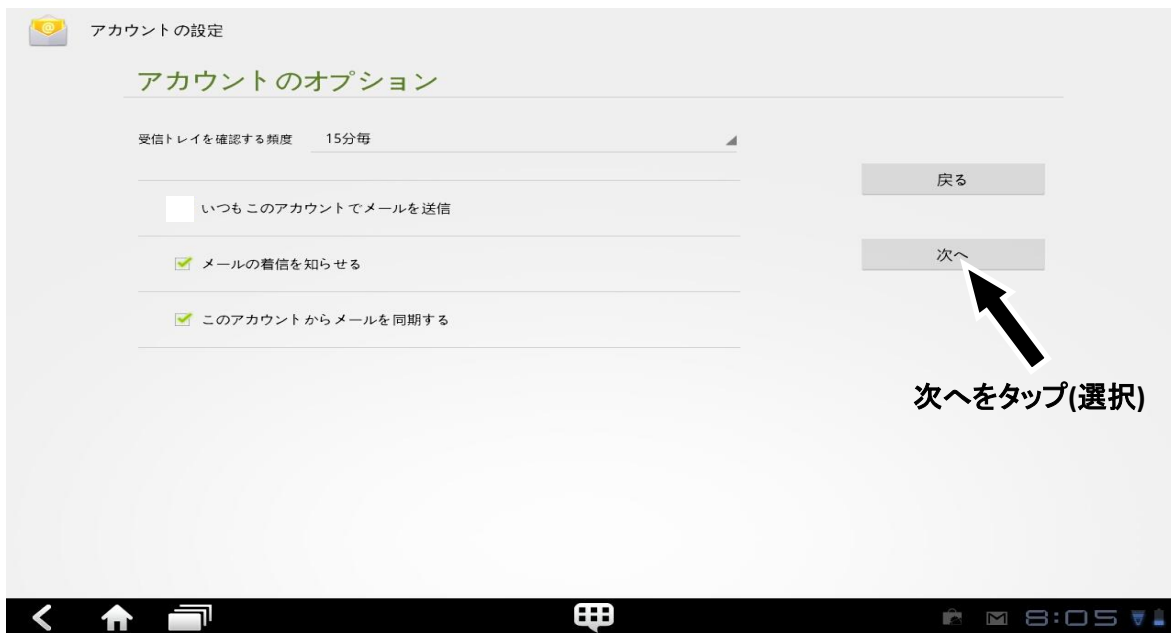 アカウントの設定
アカウントのオプション
受信トレイを確認する頻度 15分毎
戻る
いつもこのアカウントでメールを送信
次へ
メールの着信を知らせる
このアカウントからメールを同期する
次へをタップ(選択)
8:05